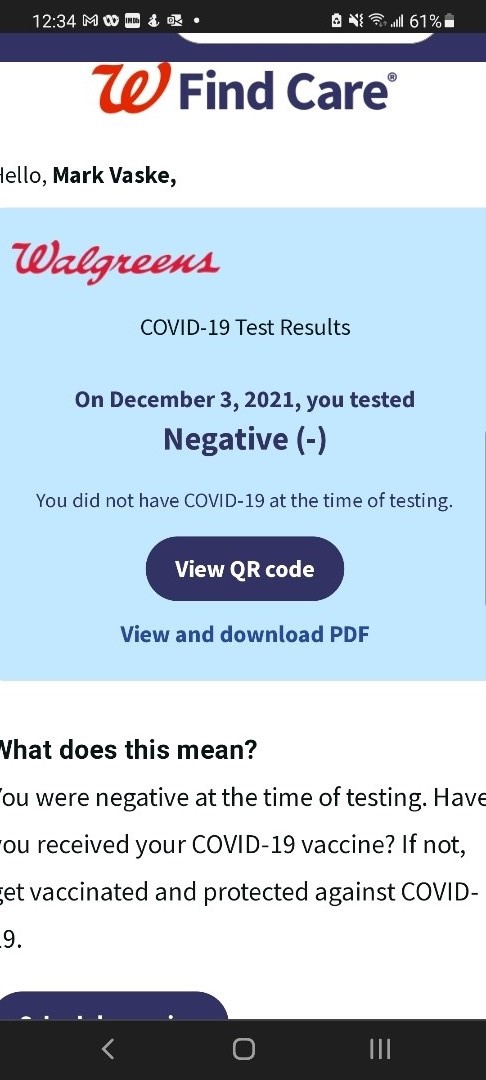 12:34 61%
W Find Care®
Hello, Mark Vaske,
Walgreens
COVID-19 Test Results
On December 3, 2021, you tested
Negative (-)
You did not have COVID-19 at the time of testing.
View QR code
View and download PDF
What does this mean?
You were negative at the time of testing. Have
you received your COVID-19 vaccine? If not,
get vaccinated and protected against COVID-
19.